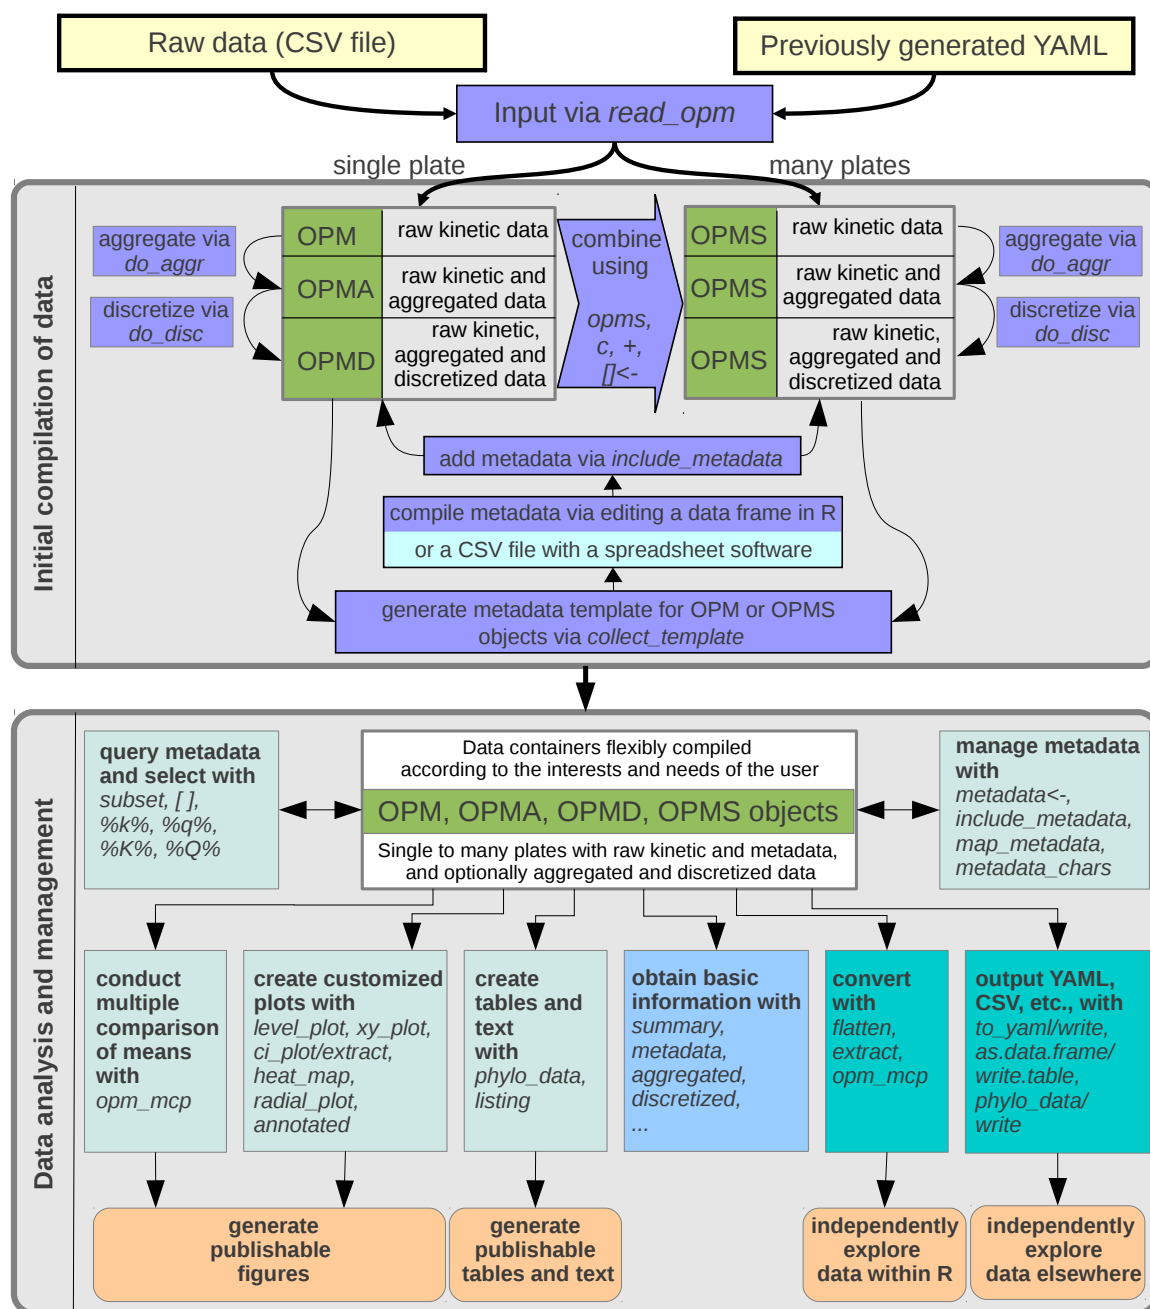 Raw data (CSV file)
Previously generated YAML
Input via read_opm
single plate
many plates
Initial compilation of data
aggregate via
do_aggr
discretize via
do_disc
OPM
raw kinetic data
OPMA
raw kinetic and
aggregated data
OPMD
raw kinetic,
aggregated and
discretized data
combine
using
opms,
c, +,
[]<-
OPMS
raw kinetic data
OPMS
raw kinetic and
aggregated data
OPMS
raw kinetic,
aggregated and
discretized data
aggregate via
do_aggr
discretize via
do_disc
add metadata via include_metadata
compile metadata via editing a data frame in R
or a CSV file with a spreadsheet software
generate metadata template for OPM or OPMS
objects via collect_template
Data analysis and management
query metadata
and select with
subset, [ ],
%k%, %q%,
%K%, %Q%
Data containers flexibly compiled
according to the interests and needs of the user
OPM, OPMA, OPMD, OPMS objects
Single to many plates with raw kinetic and metadata,
and optionally aggregated and discretized data
manage metadata
with
metadata<-,
include_metadata,
map_metadata,
metadata_chars
conduct
multiple
comparison
of means
with
opm_mcp
create customized
plots with
level_plot, xy_plot,
ci_plot/extract,
heat_map,
radial_plot,
annotated
create
tables and
text
with
phylo_data,
listing
obtain basic
information with
summary,
metadata,
aggregated,
discretized,
...
convert
with
flatten,
extract,
opm_mcp
output YAML,
CSV, etc., with
to_yaml/write,
as.data.frame/
write.table,
phylo_data/
write
generate
publishable
figures
generate
publishable
tables and text
independently
explore
data within R
independently
explore
data elsewhere